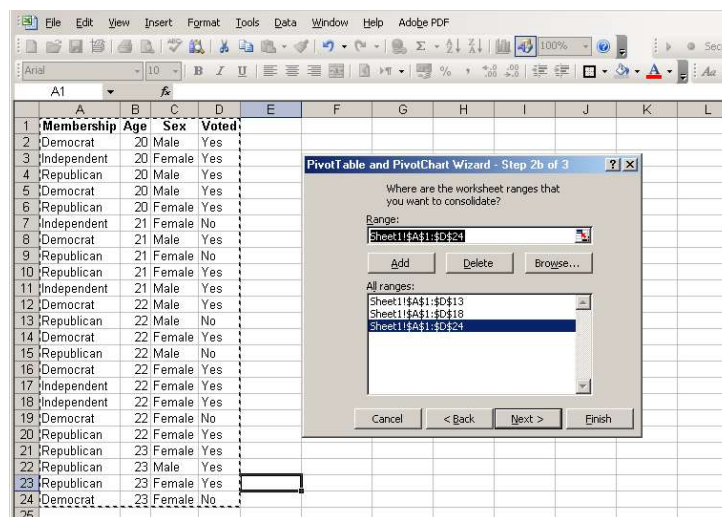 File Edit View Insert Format Tools Data Window Help Adobe PDF
100% Sec
Arial 10 B I U % , Aa
A1 fx
A B C D E F G H I J K L
1 Membership Age Sex Voted
2 Democrat 20 Male Yes
3 Independent 20 Female Yes
4 Republican 20 Male Yes
5 Democrat 20 Male Yes
6 Republican 20 Female Yes
7 Independent 21 Female No
8 Democrat 21 Male Yes
9 Republican 21 Female No
10 Republican 21 Female Yes
11 Independent 21 Male Yes
12 Democrat 22 Male Yes
13 Republican 22 Male No
14 Democrat 22 Female Yes
15 Republican 22 Male No
16 Democrat 22 Female Yes
17 Independent 22 Female Yes
18 Independent 22 Female Yes
19 Democrat 22 Female No
20 Republican 22 Female Yes
21 Republican 23 Female Yes
22 Republican 23 Male Yes
23 Republican 23 Female Yes
24 Democrat 23 Female No
25
PivotTable and PivotChart Wizard - Step 2b of 3
Where are the worksheet ranges that
you want to consolidate?
Range:
Sheet1!$A$1:$D$24
Add Delete Browse...
All ranges:
Sheet1!$A$1:$D$13
Sheet1!$A$1:$D$18
Sheet1!$A$1:$D$24
Cancel < Back Next > Finish